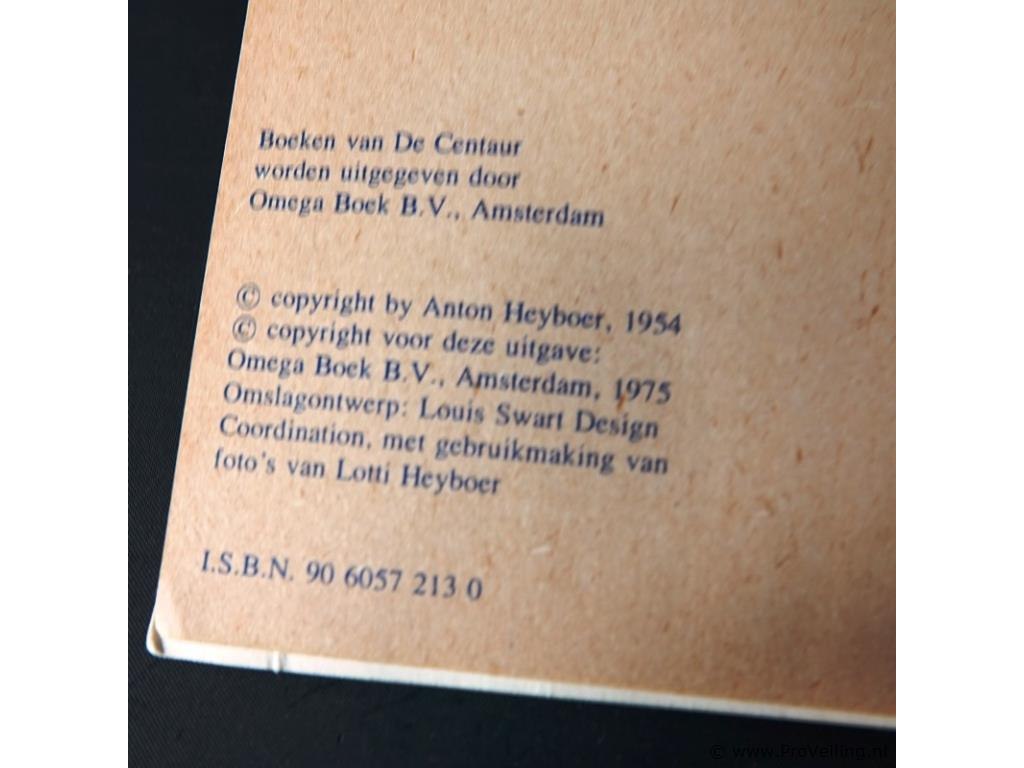 Boeken van De Centaur
worden uitgegeven door
Omega Boek B.V., Amsterdam
© copyright by Anton Heyboer, 1954
© copyright voor deze uitgave:
Omega Boek B.V., Amsterdam, 1975
Omslagontwerp: Louis Swart Design
Coordination, met gebruikmaking van
foto's van Lotti Heyboer
I.S.B.N. 90 6057 213 0
© www.ProVeiling.nl